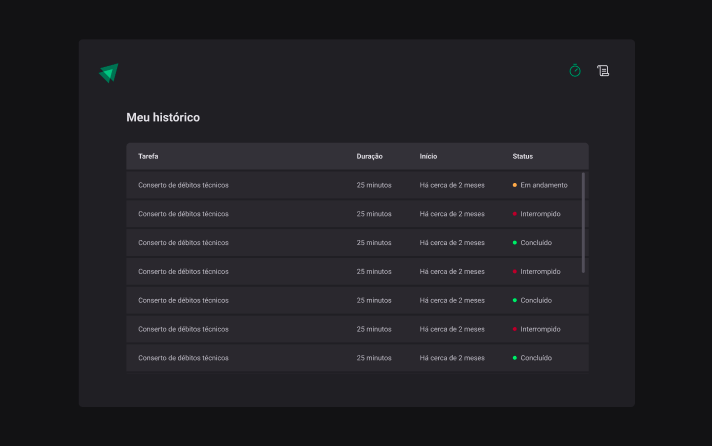 Meu histórico
Tarefa Duração Início Status
Conserto de débitos técnicos 25 minutos Há cerca de 2 meses Em andamento
Conserto de débitos técnicos 25 minutos Há cerca de 2 meses Interrompido
Conserto de débitos técnicos 25 minutos Há cerca de 2 meses Concluído
Conserto de débitos técnicos 25 minutos Há cerca de 2 meses Interrompido
Conserto de débitos técnicos 25 minutos Há cerca de 2 meses Concluído
Conserto de débitos técnicos 25 minutos Há cerca de 2 meses Interrompido
Conserto de débitos técnicos 25 minutos Há cerca de 2 meses Concluído